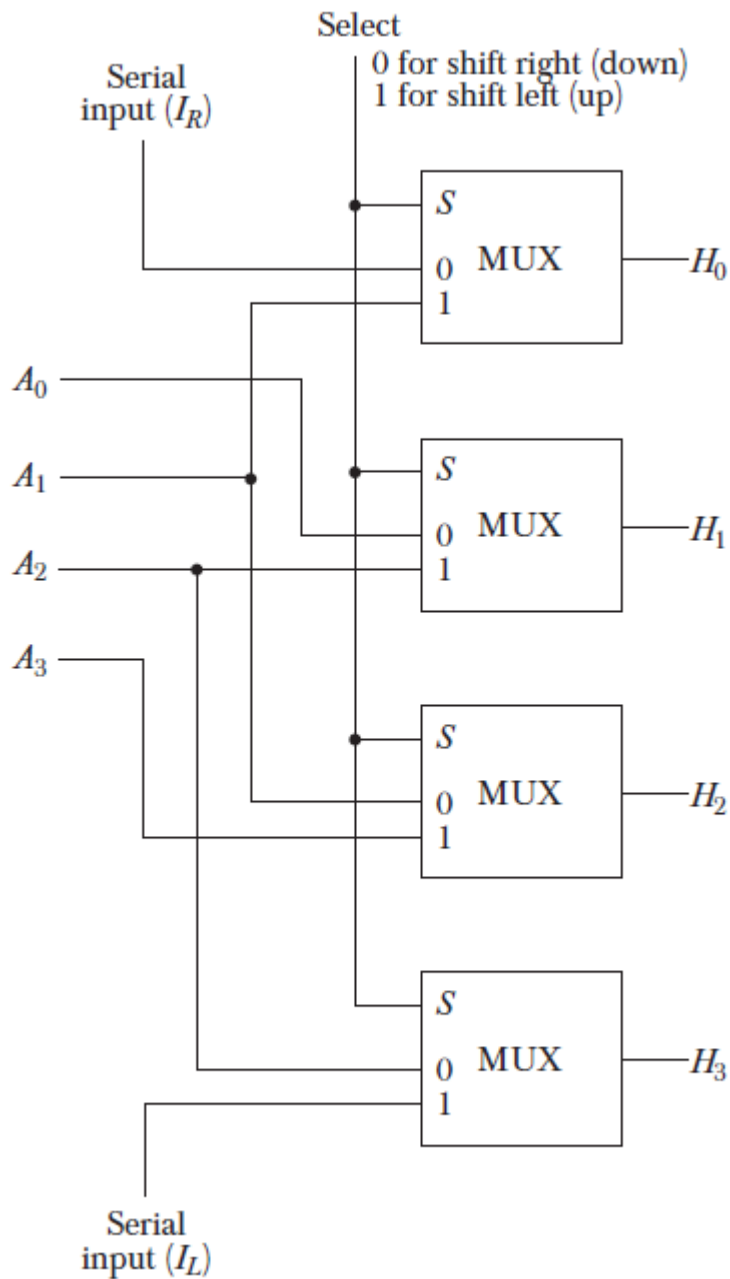 Select
0 for shift right (down)
1 for shift left (up)
Serial
input (I_R)
S
0 MUX
1
H_0
A_0
A_1
A_2
A_3
S
0 MUX
1
H_1
S
0 MUX
1
H_2
S
0 MUX
1
H_3
Serial
input (I_L)